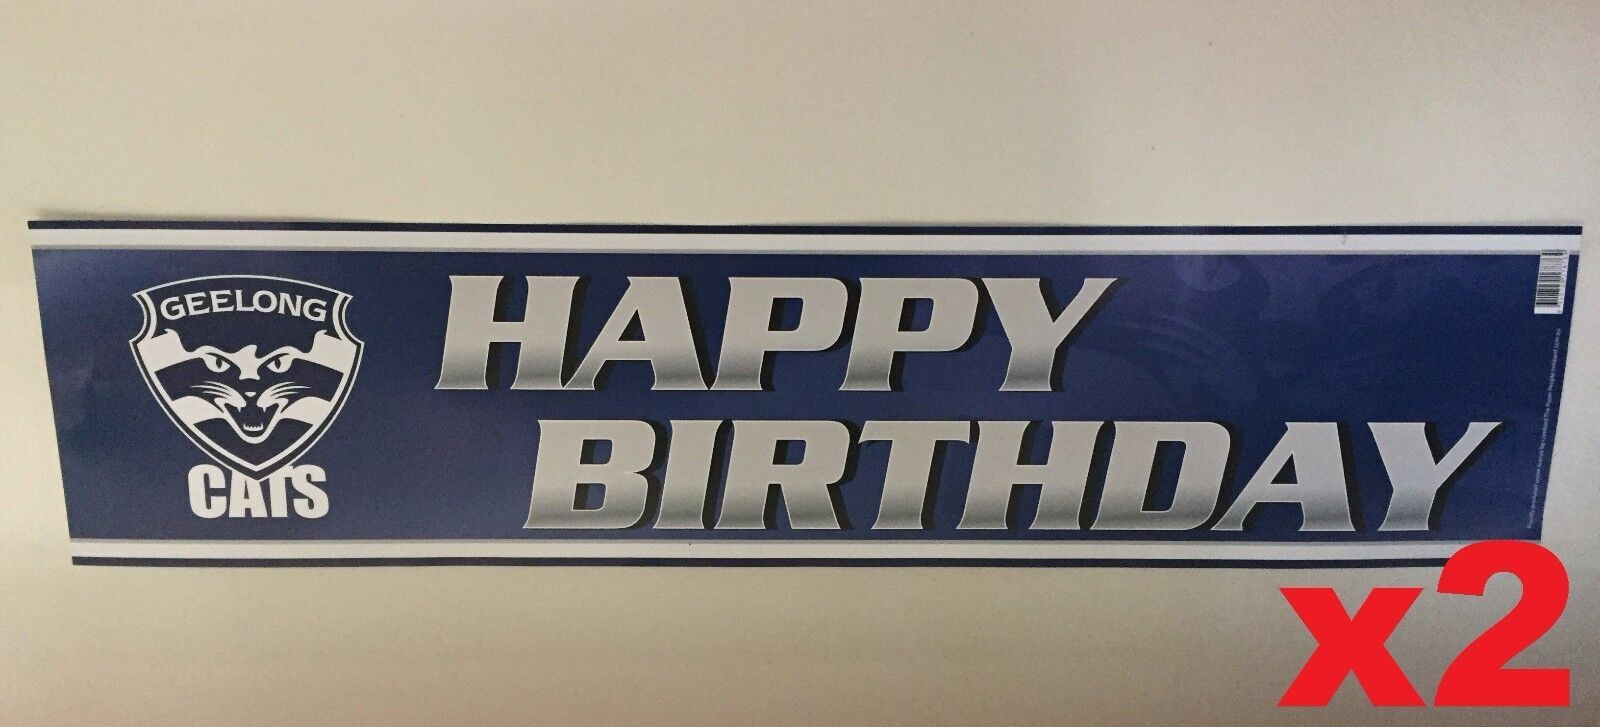 GEELONG
CATS
HAPPY
BIRTHDAY
x2